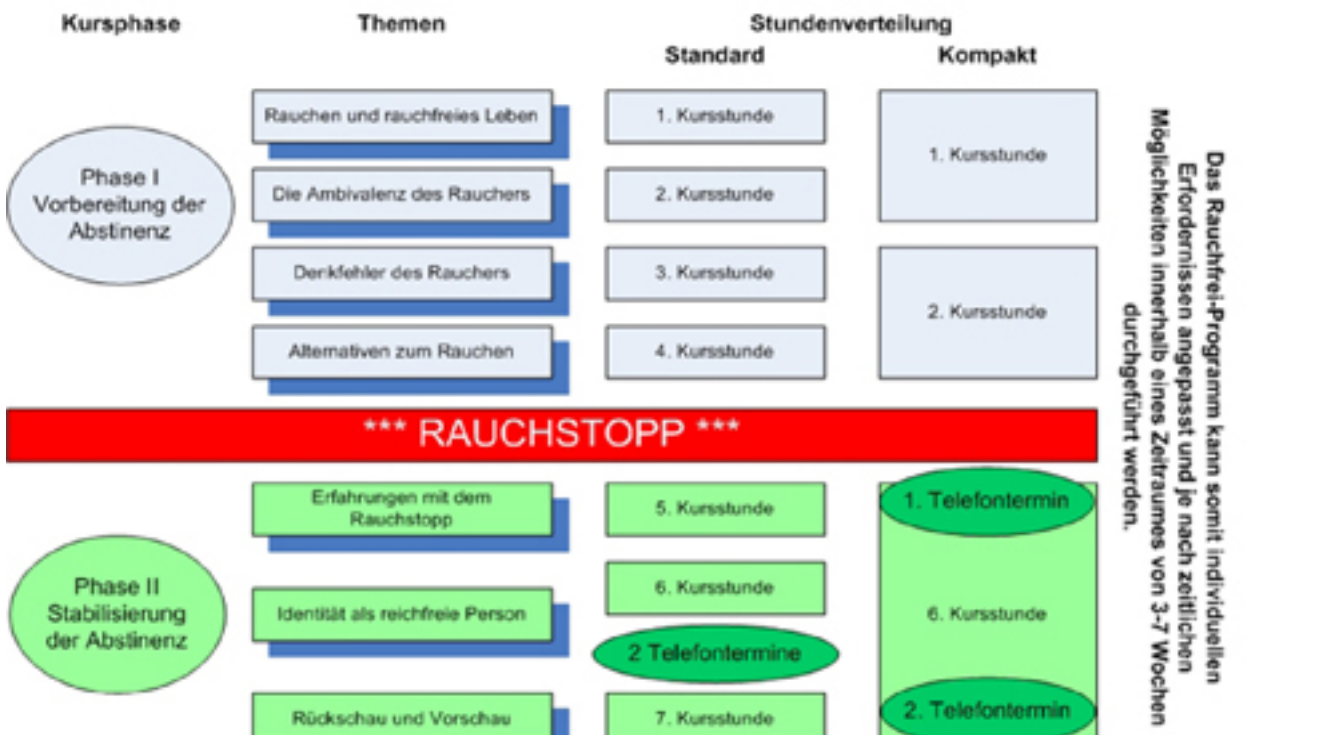 Kursphase
Themen
Stundenverteilung
Standard
Kompakt
Phase I
Vorbereitung der
Abstinenz
Rauchen und rauchfreies Leben
1. Kursstunde
1. Kursstunde
Die Ambivalenz des Rauchers
2. Kursstunde
Denkfehler des Rauchers
3. Kursstunde
2. Kursstunde
Alternativen zum Rauchen
4. Kursstunde
*** RAUCHSTOPP ***
Phase II
Stabilisierung
der Abstinenz
Erfahrungen mit dem
Rauchstopp
5. Kursstunde
1. Telefontermin
Identität als reichfreie Person
6. Kursstunde
6. Kursstunde
2 Telefontermine
Rückschau und Vorschau
7. Kursstunde
2. Telefontermin
Das Rauchfrei-Programm kann somit individuellen
Erfordernissen angepasst und je nach zeitlichen
Möglichkeiten innerhalb eines Zeitraumes von 3-7 Wochen
durchgeführt werden.